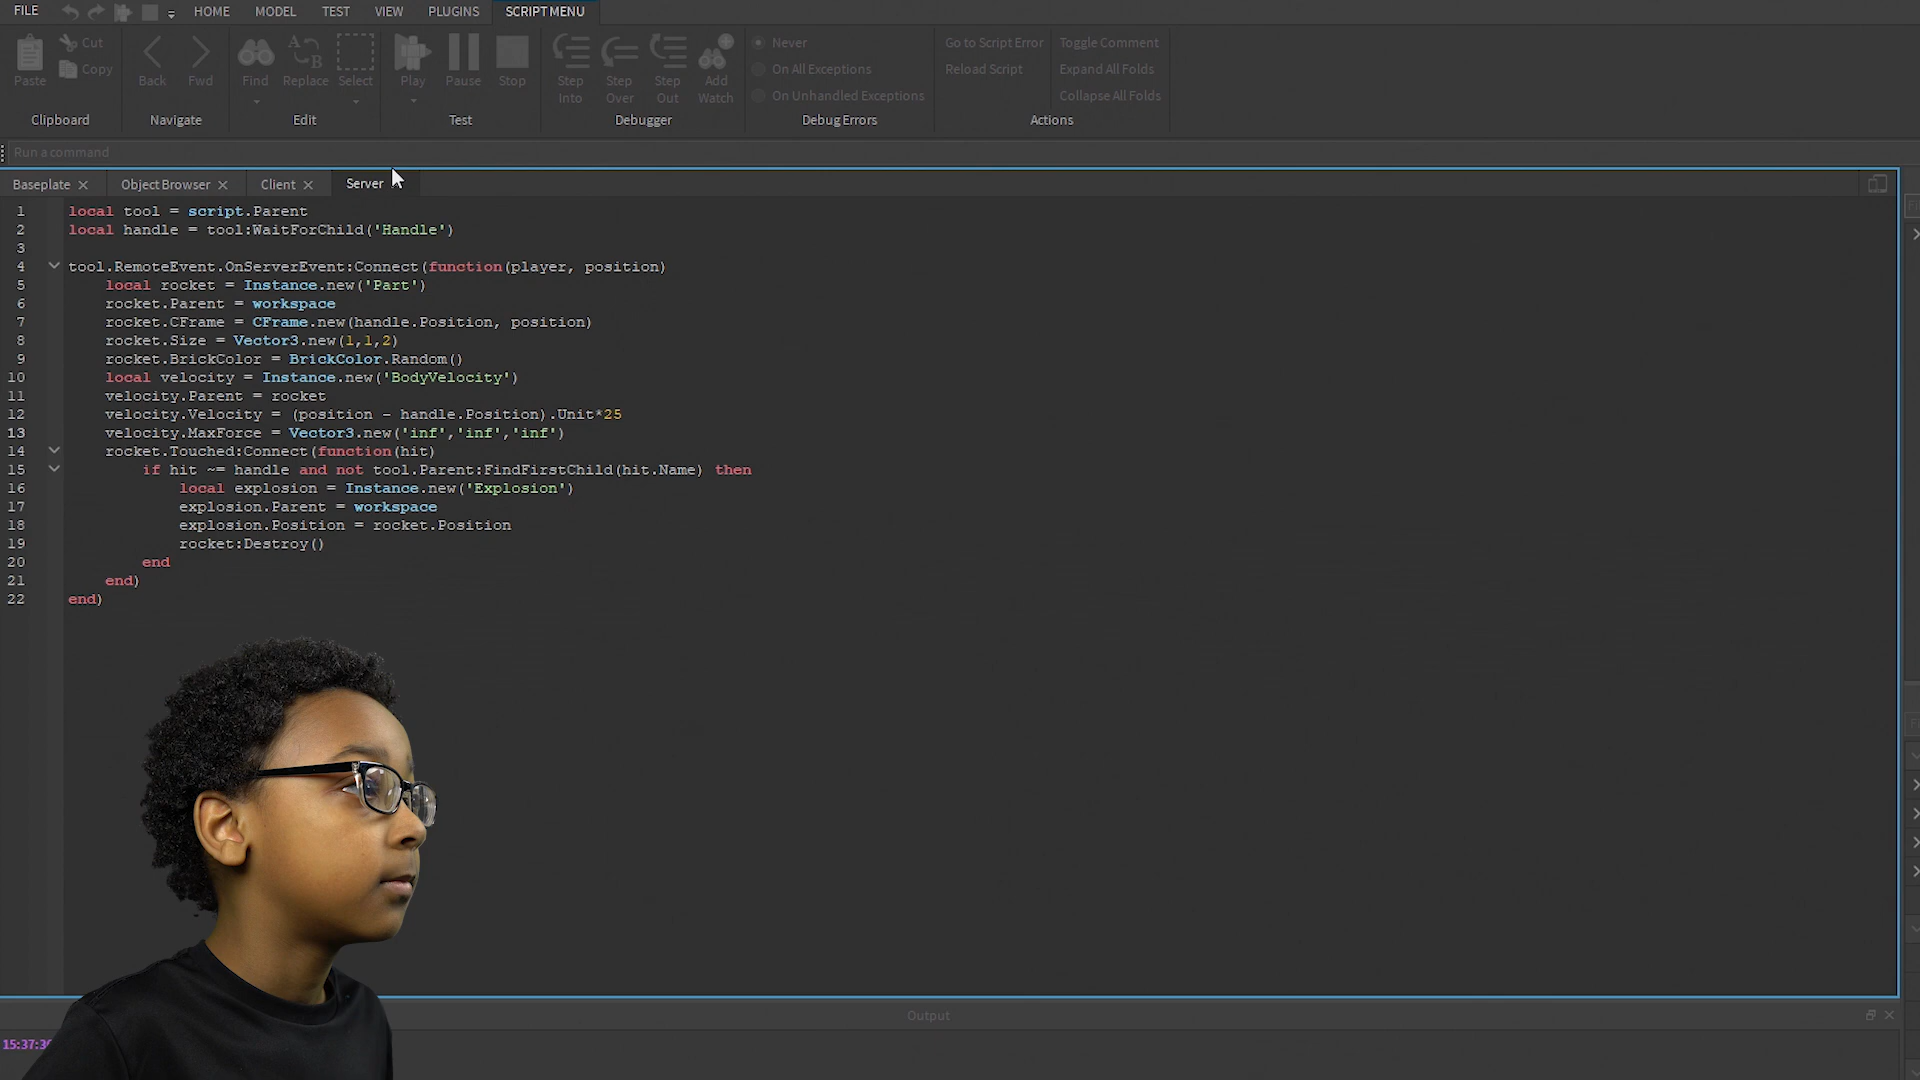 FILE HOME MODEL TEST VIEW PLUGINS SCRIPT MENU
Paste
Cut
Copy
Clipboard
Back Fwd
Navigate
Find Replace Select
Edit
Play Pause Stop
Test
Step Into
Step Over
Step Out
Add Watch
Debugger
Never
On All Exceptions
On Unhandled Exceptions
Debug Errors
Go to Script Error
Reload Script
Toggle Comment
Expand All Folds
Collapse All Folds
Actions
Run a command
Baseplate Object Browser Client Server
1 local tool = script.Parent
2 local handle = tool:WaitForChild('Handle')
3
4 tool.RemoteEvent.OnServerEvent:Connect(function(player, position)
5 local rocket = Instance.new('Part')
6 rocket.Parent = workspace
7 rocket.CFrame = CFrame.new(handle.Position, position)
8 rocket.Size = Vector3.new(1,1,2)
9 rocket.BrickColor = BrickColor.Random()
10 local velocity = Instance.new('BodyVelocity')
11 velocity.Parent = rocket
12 velocity.Velocity = (position - handle.Position).Unit*25
13 velocity.MaxForce = Vector3.new('inf','inf','inf')
14 rocket.Touched:Connect(function(hit)
15 if hit ~= handle and not tool.Parent:FindFirstChild(hit.Name) then
16 local explosion = Instance.new('Explosion')
17 explosion.Parent = workspace
18 explosion.Position = rocket.Position
19 rocket:Destroy()
20 end
21 end)
22 end)
Output